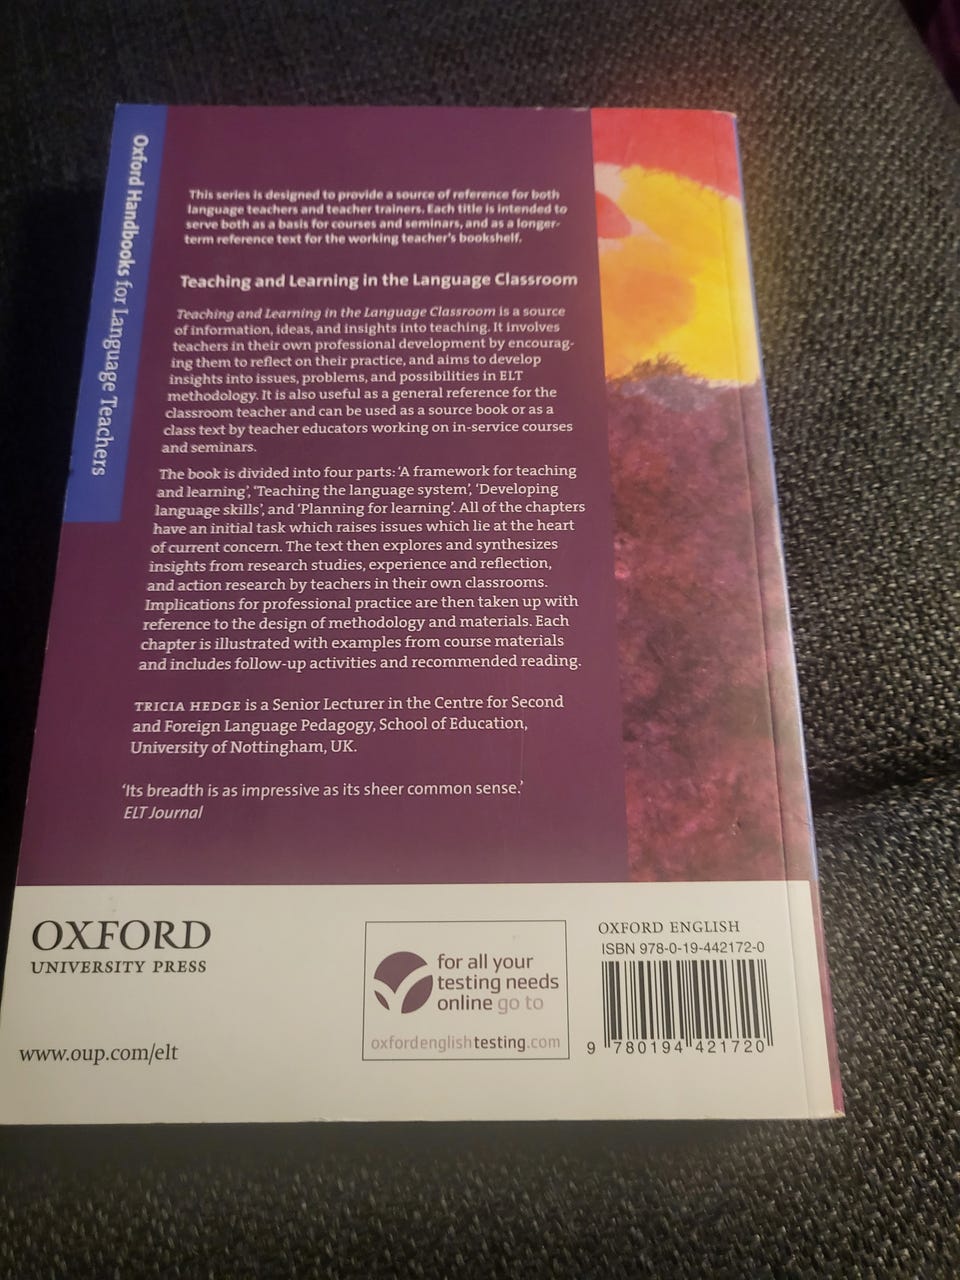 Oxford Handbooks for Language Teachers
This series is designed to provide a source of reference for both
language teachers and teacher trainers. Each title is intended to
serve both as a basis for courses and seminars, and as a longer-
term reference text for the working teacher's bookshelf.
Teaching and Learning in the Language Classroom
Teaching and Learning in the Language Classroom is a source
of information, ideas, and insights into teaching. It involves
teachers in their own professional development by encourag-
ing them to reflect on their practice, and aims to develop
insights into issues, problems, and possibilities in ELT
methodology. It is also useful as a general reference for the
classroom teacher and can be used as a source book or as a
class text by teacher educators working on in-service courses
and seminars.
The book is divided into four parts: 'A framework for teaching
and learning', 'Teaching the language system', 'Developing
language skills', and 'Planning for learning'. All of the chapters
have an initial task which raises issues which lie at the heart
of current concern. The text then explores and synthesizes
insights from research studies, experience and reflection,
and action research by teachers in their own classrooms.
Implications for professional practice are then taken up with
reference to the design of methodology and materials. Each
chapter is illustrated with examples from course materials
and includes follow-up activities and recommended reading.
TRICIA HEDGE is a Senior Lecturer in the Centre for Second
and Foreign Language Pedagogy, School of Education,
University of Nottingham, UK.
'Its breadth is as impressive as its sheer common sense.'
ELT Journal
OXFORD
UNIVERSITY PRESS
www.oup.com/elt
for all your
testing needs
online go to
oxfordenglishtesting.com
OXFORD ENGLISH
ISBN 978-0-19-442172-0
9 780194 421720